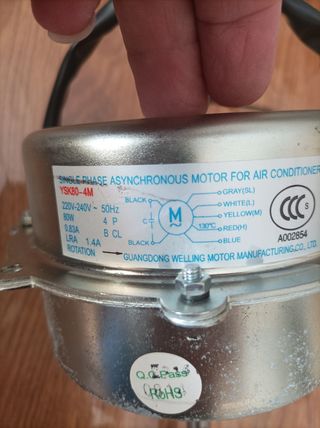 SINGLE PHASE ASYNCHRONOUS MOTOR FOR AIR CONDITIONER
YSK80-4M
220V-240V ~ 50Hz
80W 4 P
0.83A B CL
LRA 1.4A
ROTATION
BLACK
C
BLACK
M
130℃
GRAY(SL)
WHITE(L)
YELLOW(M)
RED(H)
BLUE
CCC S
A002854
GUANGDONG WELLING MOTOR MANUFACTURING.CO., LTD.
Q.C Pass
RoHS